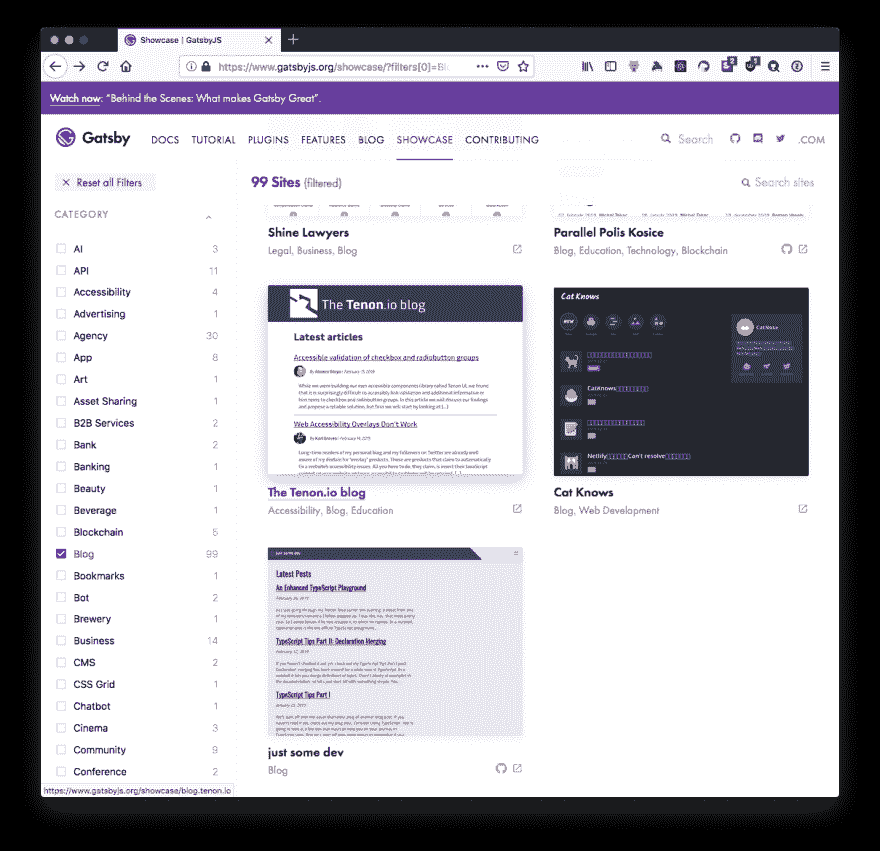 Showcase | GatsbyJS
https://www.gatsbyjs.org/showcase/?filters[0]=Bl
Watch now: "Behind the Scenes: What makes Gatsby Great".
Gatsby DOCS TUTORIAL PLUGINS FEATURES BLOG SHOWCASE CONTRIBUTING Search .COM
Reset all Filters
99 Sites (filtered)
Search sites
CATEGORY
AI 3
API 11
Accessibility 4
Advertising 1
Agency 30
App 8
Art 1
Asset Sharing 1
B2B Services 2
Bank 2
Banking 1
Beauty 1
Beverage 1
Blockchain 5
Blog 99
Bookmarks 1
Bot 2
Brewery 1
Business 14
CMS 2
CSS Grid 1
Chatbot 1
Cinema 3
Community 9
Conference 2
Shine Lawyers
Legal, Business, Blog
Parallel Polis Kosice
Blog, Education, Technology, Blockchain
The Tenon.io blog
Latest articles
Accessible validation of checkbox and radiobutton groups
Web Accessibility Overlays Don't Work
The Tenon.io blog
Accessibility, Blog, Education
Cat Knows
Cat Knows
Blog, Web Development
Latest Posts
An Enhanced TypeScript Playground
TypeScript Tips Part II: Declaration Merging
TypeScript Tips Part I
just some dev
Blog
https://www.gatsbyjs.org/showcase/blog.tenon.io